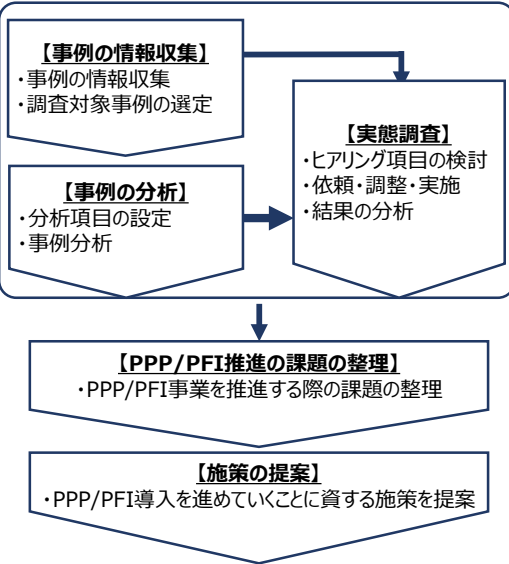 【事例の情報収集】
・事例の情報収集
・調査対象事例の選定
【事例の分析】
・分析項目の設定
・事例分析
【実態調査】
・ヒアリング項目の検討
・依頼・調整・実施
・結果の分析
【PPP/PFI推進の課題の整理】
・PPP/PFI事業を推進する際の課題の整理
【施策の提案】
・PPP/PFI導入を進めていくことに資する施策を提案